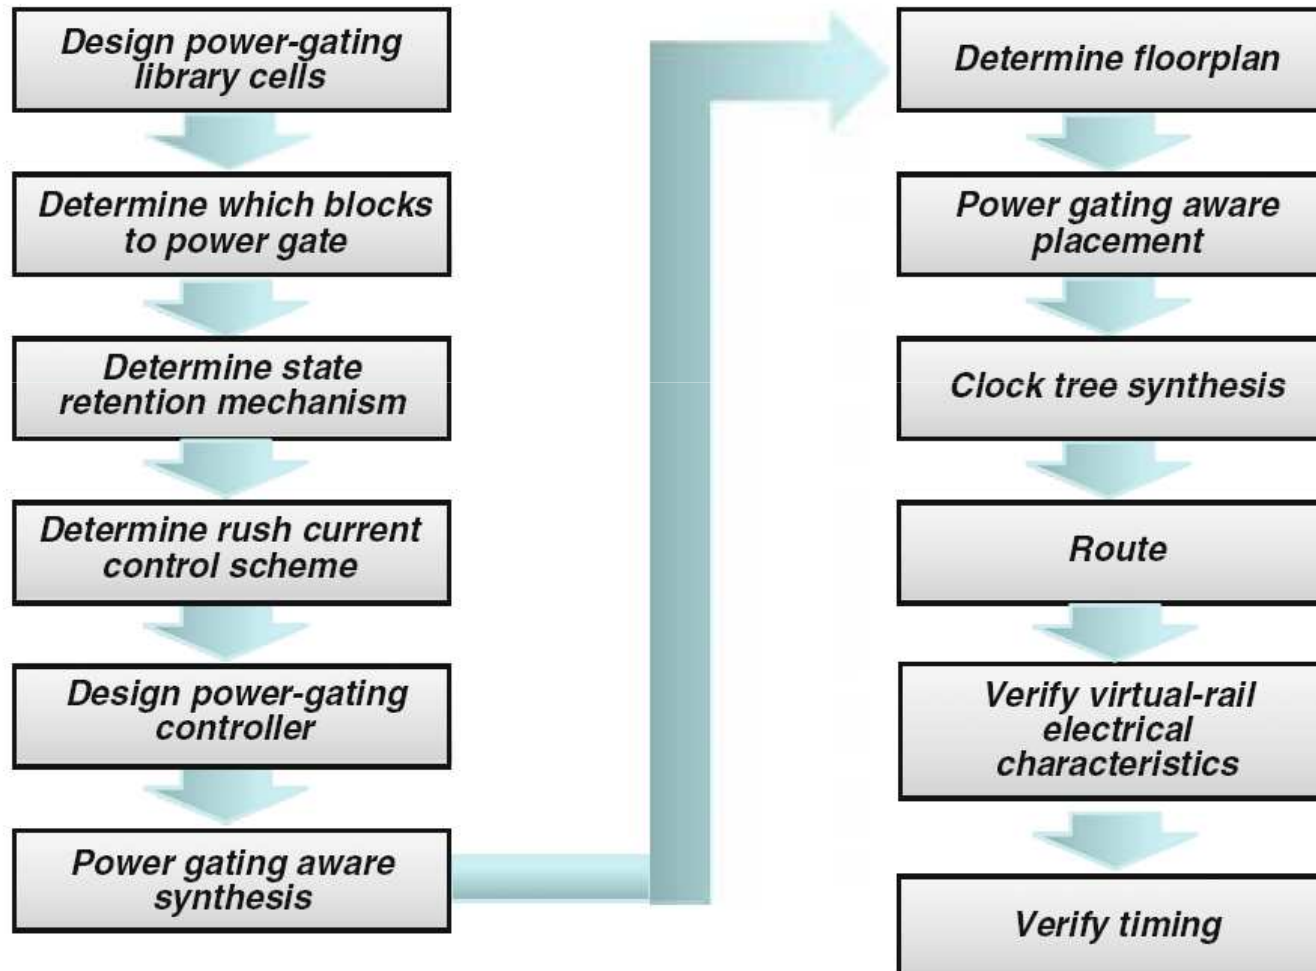 Design power-gating
library cells
Determine which blocks
to power gate
Determine state
retention mechanism
Determine rush current
control scheme
Design power-gating
controller
Power gating aware
synthesis
Determine floorplan
Power gating aware
placement
Clock tree synthesis
Route
Verify virtual-rail
electrical
characteristics
Verify timing